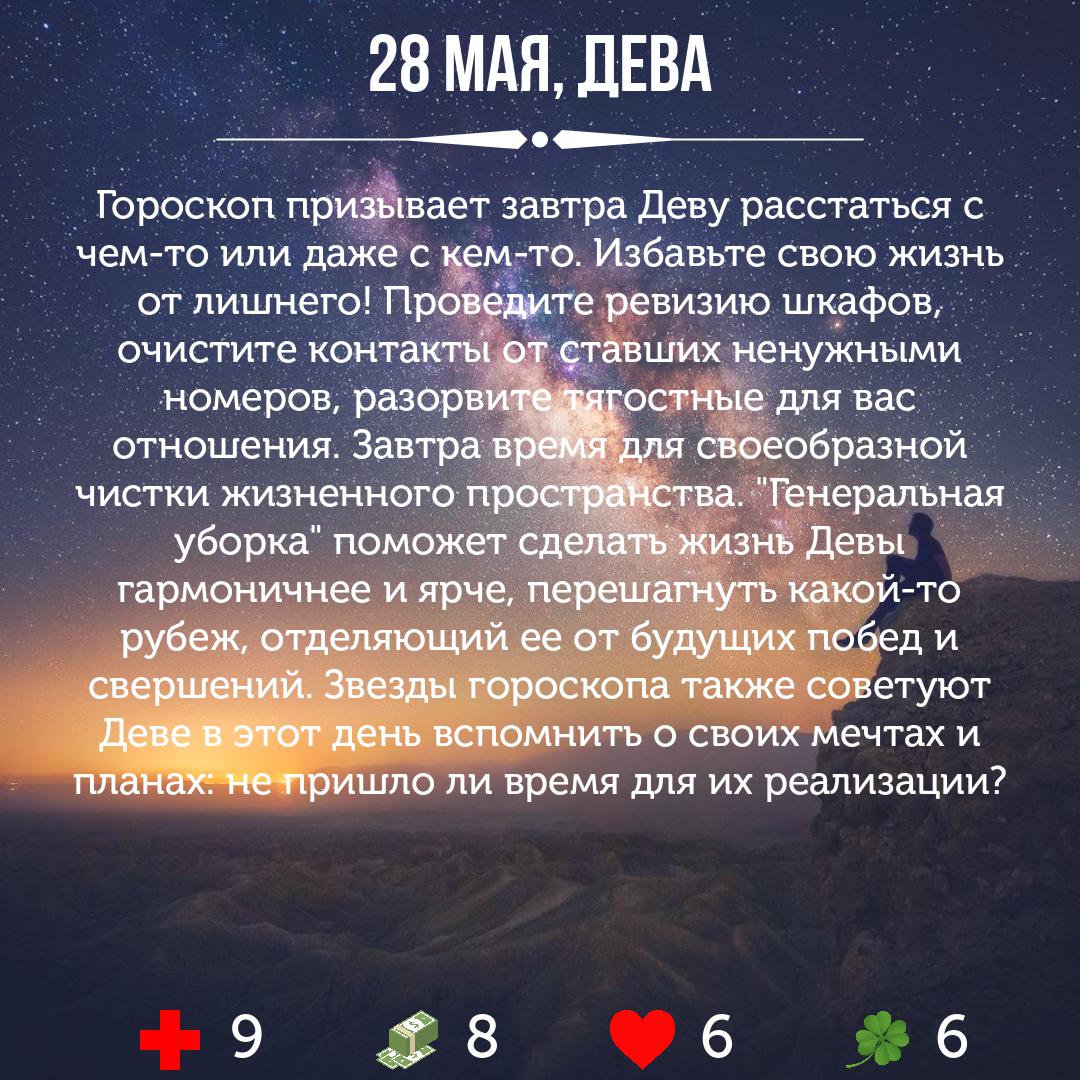 28 МАЯ, ДЕВА
Гороскоп призывает завтра Деву расстаться с
чем-то или даже с кем-то. Избавьте свою жизнь
от лишнего! Проведите ревизию шкафов,
очистите контакты от ставших ненужными
номеров, разорвите тягостные для вас
отношения. Завтра время для своеобразной
чистки жизненного пространства. "Генеральная
уборка" поможет сделать жизнь Девы
гармоничнее и ярче, перешагнуть какой-то
рубеж, отделяющий ее от будущих побед и
свершений. Звезды гороскопа также советуют
Деве в этот день вспомнить о своих мечтах и
планах: не пришло ли время для их реализации?
9 8 6 6